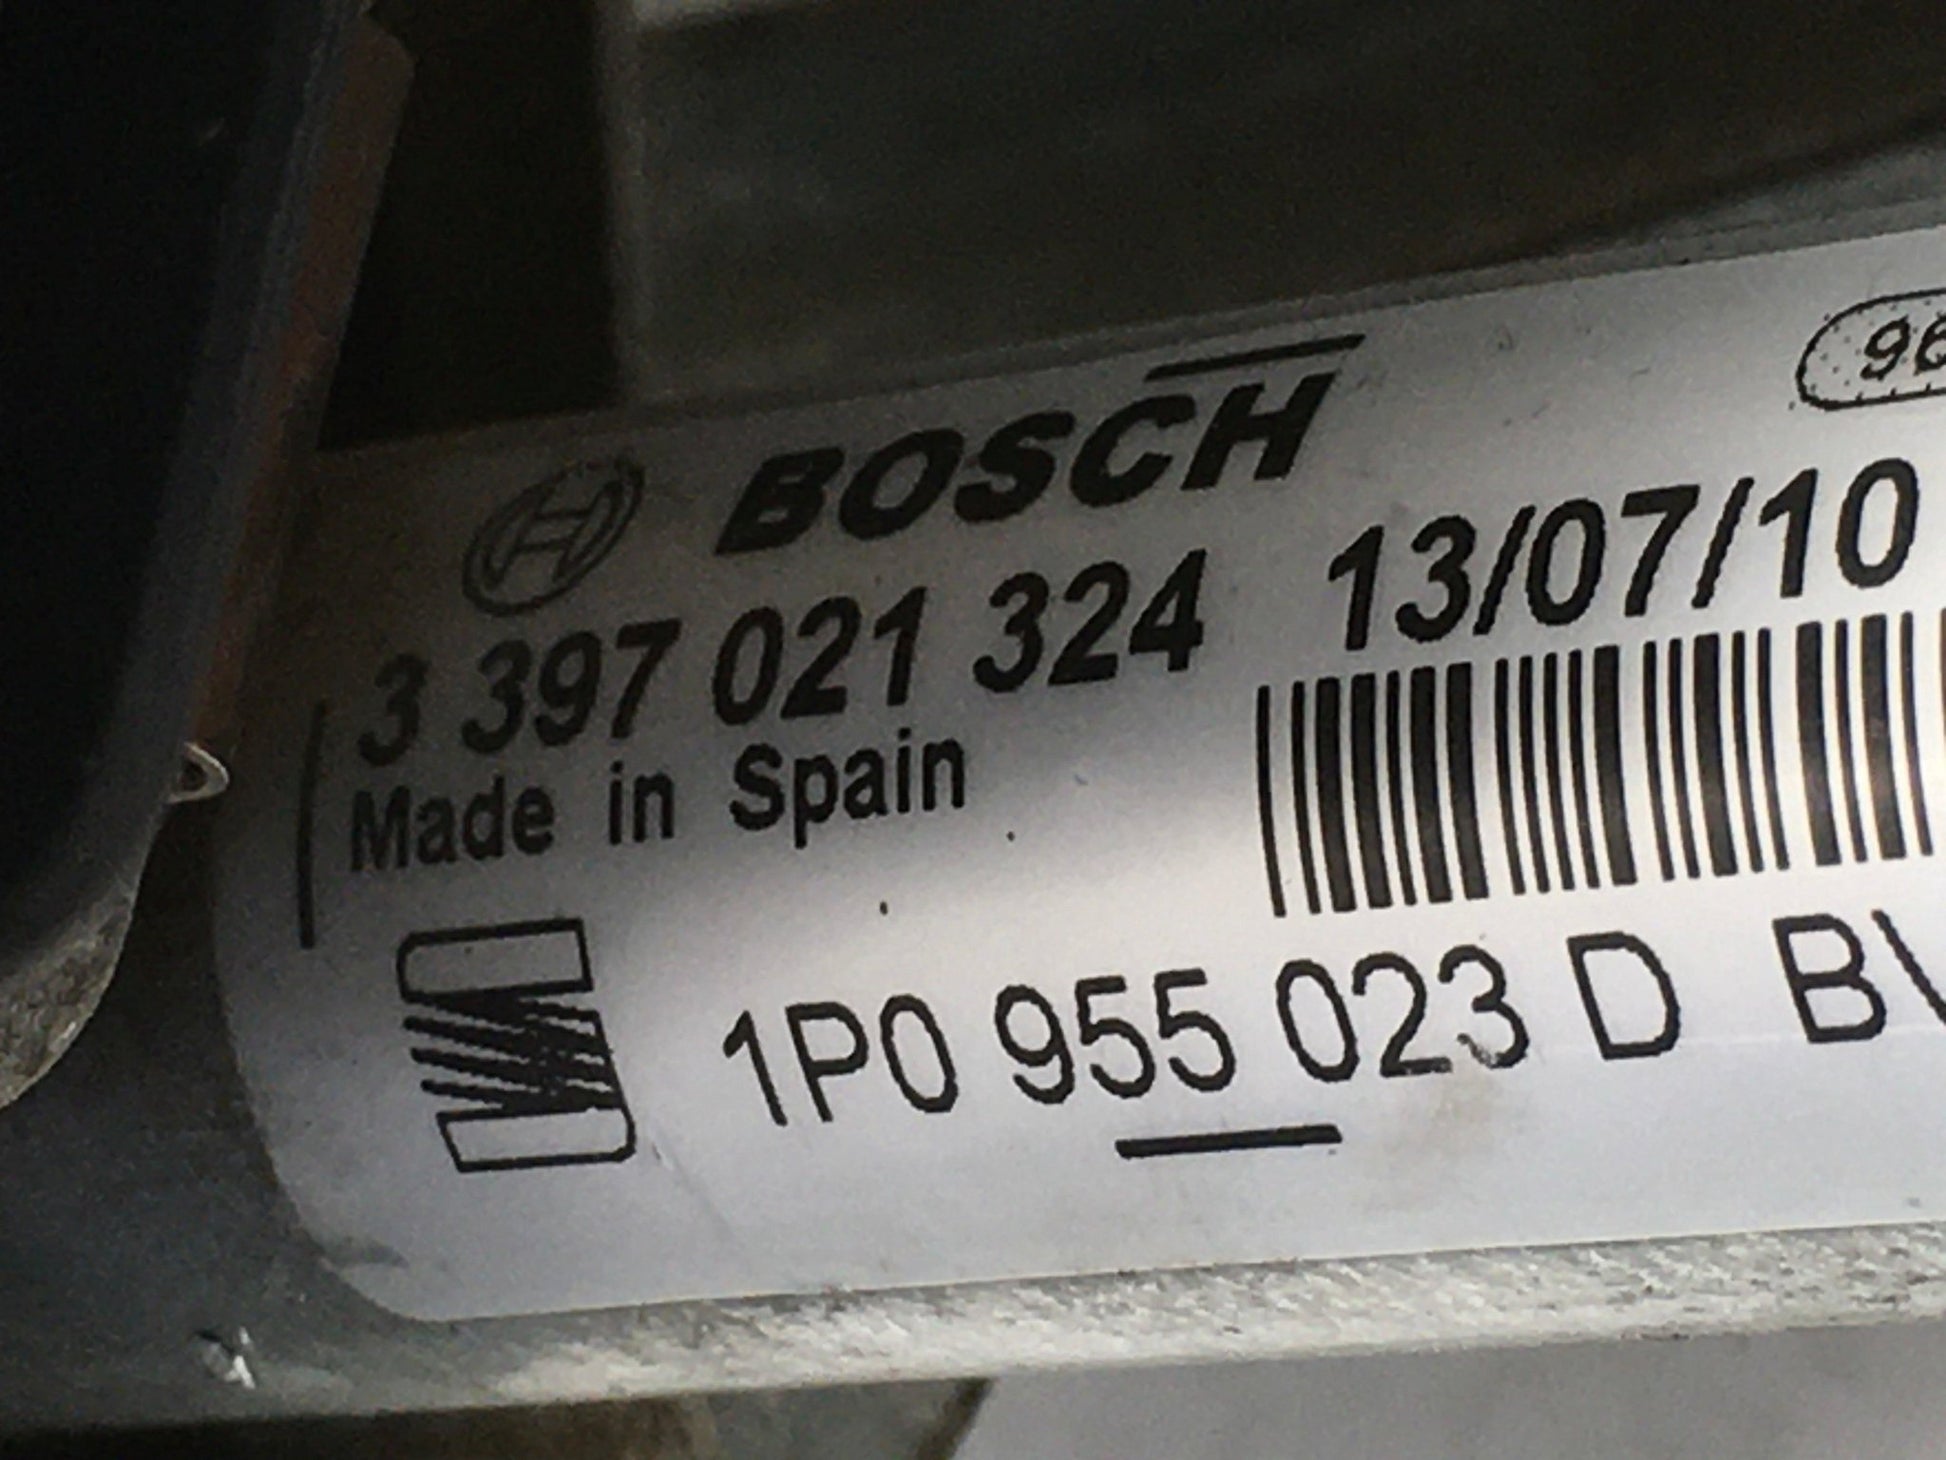 BOSCH
3 397 021 324 13/07/10
Made in Spain
1P0 955 023 D